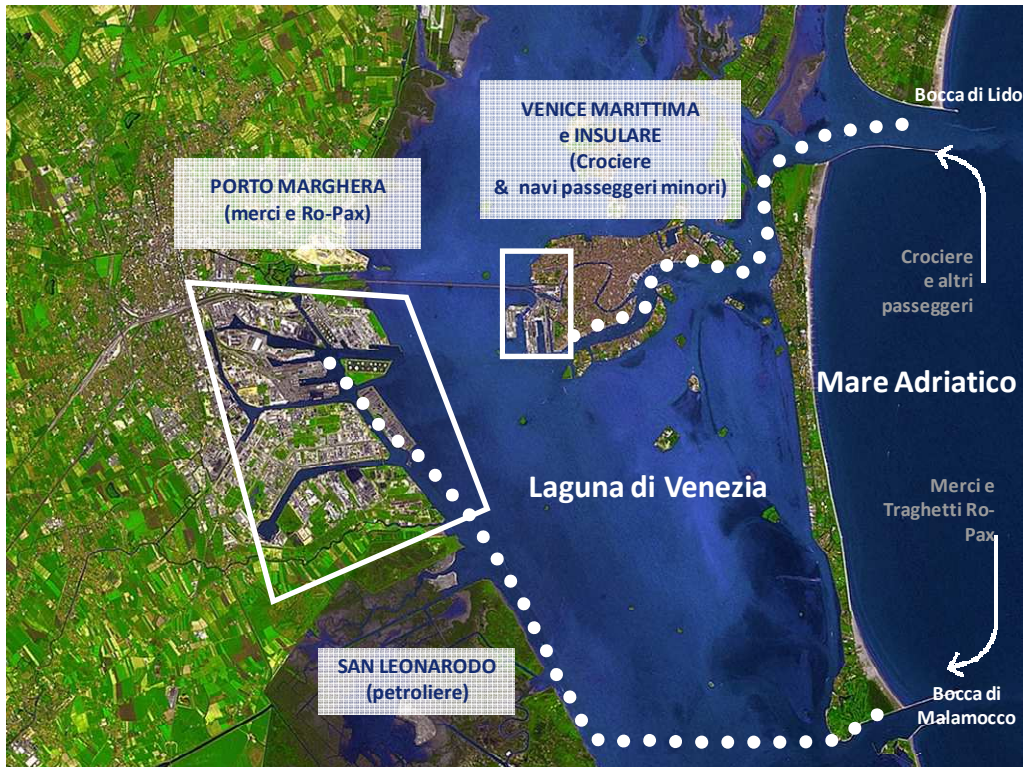 Bocca di Lido
VENICE MARITTIMA
e INSULARE
(Crociere
& navi passeggeri minori)
PORTO MARGHERA
(merci e Ro-Pax)
Crociere
e altri
passeggeri
Mare Adriatico
Laguna di Venezia
Merci e
Traghetti Ro-
Pax
SAN LEONARODO
(petroliere)
Bocca di
Malamocco